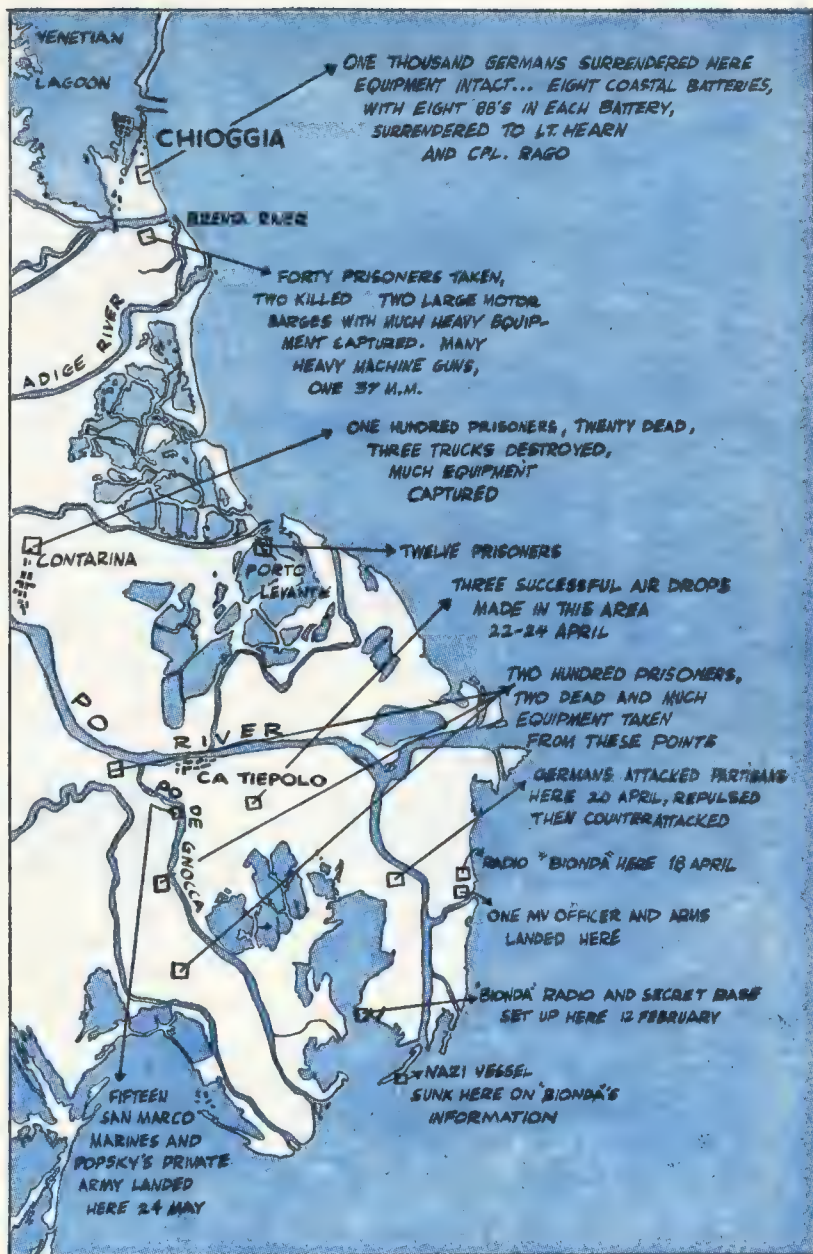 VENETIAN
LAGOON
ONE THOUSAND GERMANS SURRENDERED HERE
EQUIPMENT INTACT... EIGHT COASTAL BATTERIES,
WITH EIGHT 88'S IN EACH BATTERY,
SURRENDERED TO LT. HEARN
AND CPL. RAGO
CHIOGGIA
BRENTA RIVER
FORTY PRISONERS TAKEN,
TWO KILLED TWO LARGE MOTOR
BARGES WITH MUCH HEAVY EQUIP-
MENT CAPTURED. MANY
HEAVY MACHINE GUNS,
ONE 37 M.M.
ADIGE RIVER
ONE HUNDRED PRISONERS, TWENTY DEAD,
THREE TRUCKS DESTROYED,
MUCH EQUIPMENT
CAPTURED
CONTARINA
PORTO
LEVANTE
TWELVE PRISONERS
THREE SUCCESSFUL AIR DROPS
MADE IN THIS AREA
22-24 APRIL
TWO HUNDRED PRISONERS,
TWO DEAD AND MUCH
EQUIPMENT TAKEN
FROM THESE POINTS
PO RIVER
CA TIEPOLO
GERMANS ATTACKED PARTISANS
HERE 20 APRIL, REPULSED
THEN COUNTERATTACKED
PO DE GNOCCA
RADIO "BIONDA" HERE 18 APRIL
ONE MV OFFICER AND ARMS
LANDED HERE
"BIONDA" RADIO AND SECRET BASE
SET UP HERE 12 FEBRUARY
NAZI VESSEL
SUNK HERE ON "BIONDA'S
INFORMATION
FIFTEEN
SAN MARCO
MARINES AND
POPSKY'S PRIVATE
ARMY LANDED
HERE 24 MAY